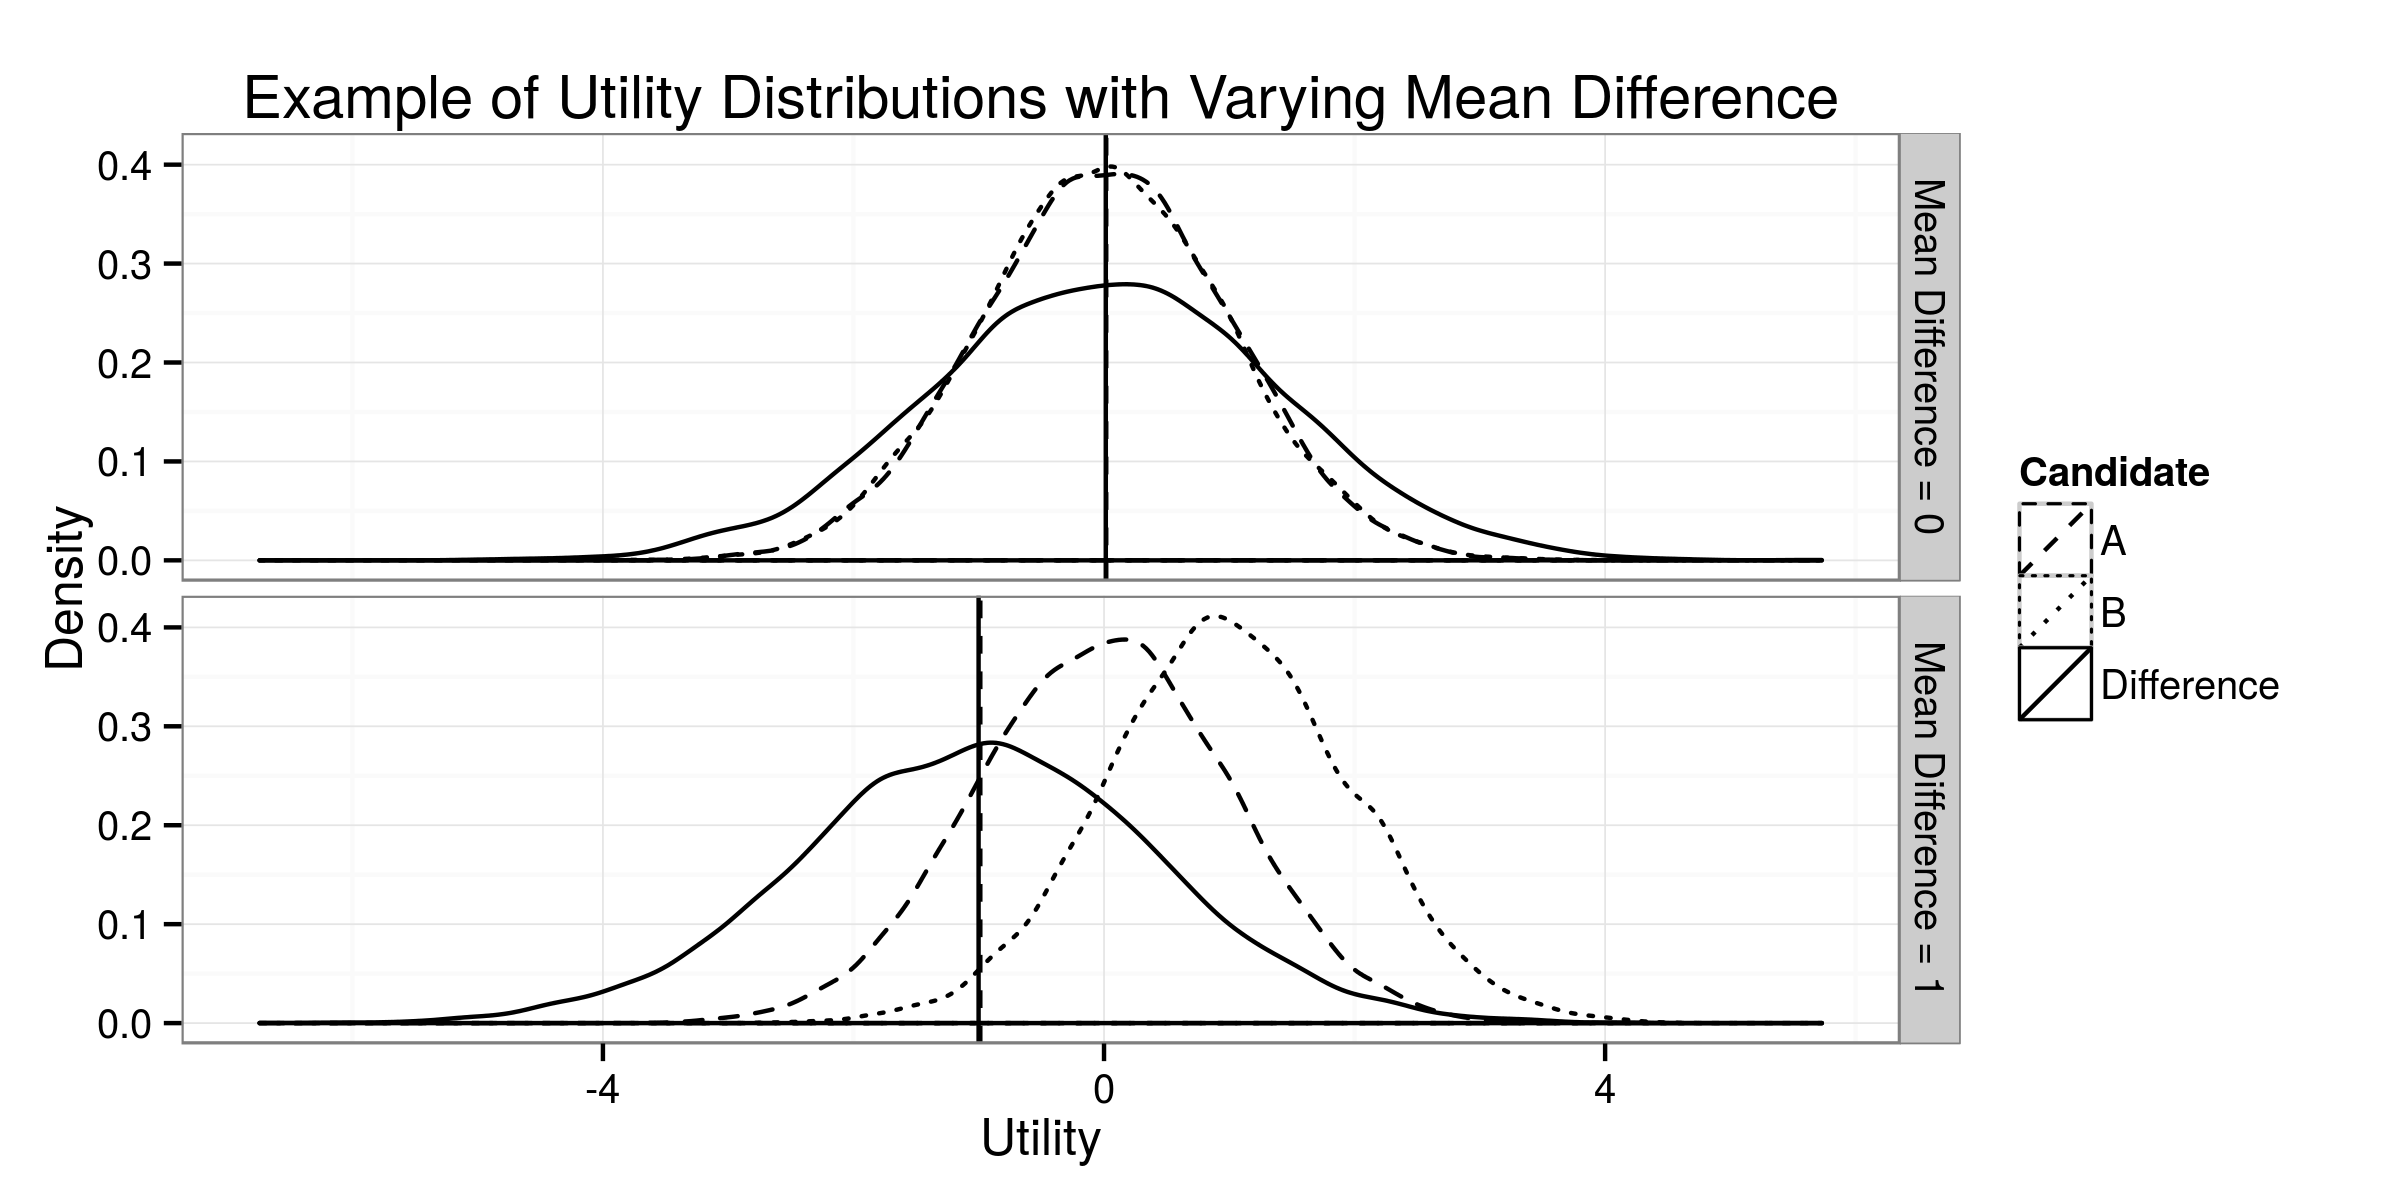 Example of Utility Distributions with Varying Mean Difference
0.4
0.3
0.2
0.1
0.0
Mean Difference = 0
0.4
0.3
0.2
0.1
0.0
Mean Difference = 1
Density
-4
0
4
Utility
Candidate
A
B
Difference